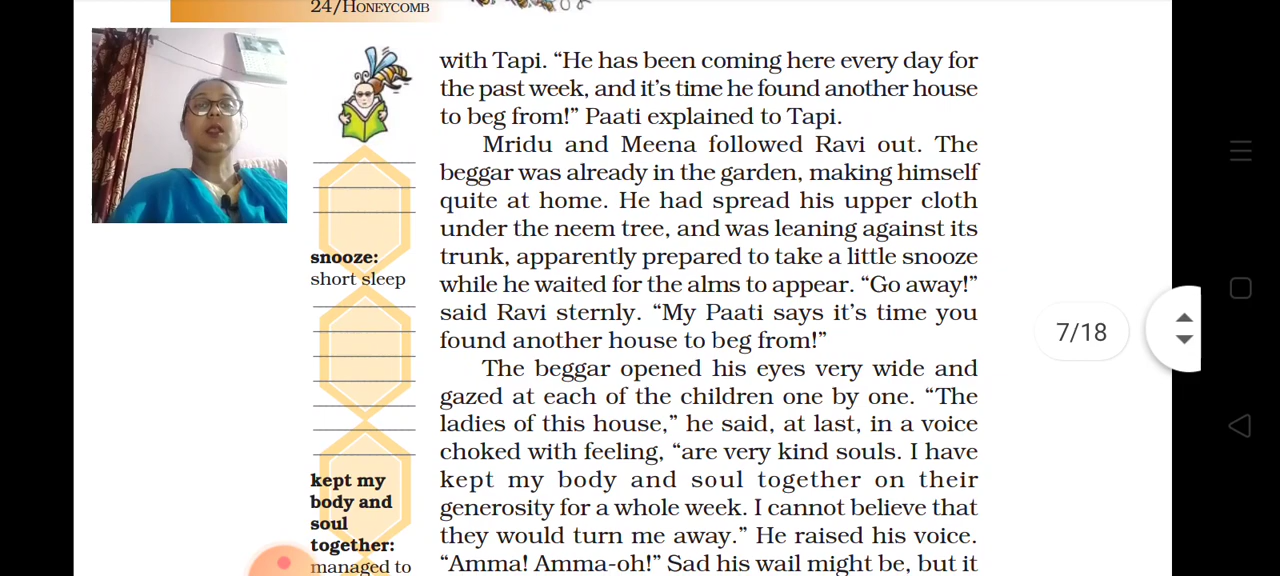 24/HONEYCOMB
with Tapi. “He has been coming here every day for
the past week, and it’s time he found another house
to beg from!” Paati explained to Tapi.
Mridu and Meena followed Ravi out. The
beggar was already in the garden, making himself
quite at home. He had spread his upper cloth
under the neem tree, and was leaning against its
trunk, apparently prepared to take a little snooze
while he waited for the alms to appear. “Go away!”
said Ravi sternly. “My Paati says it’s time you
found another house to beg from!”
The beggar opened his eyes very wide and
gazed at each of the children one by one. “The
ladies of this house,” he said, at last, in a voice
choked with feeling, “are very kind souls. I have
kept my body and soul together on their
generosity for a whole week. I cannot believe that
they would turn me away.” He raised his voice.
“Amma! Amma-oh!” Sad his wail might be, but it
snooze:
short sleep
kept my
body and
soul
together:
managed to
7/18